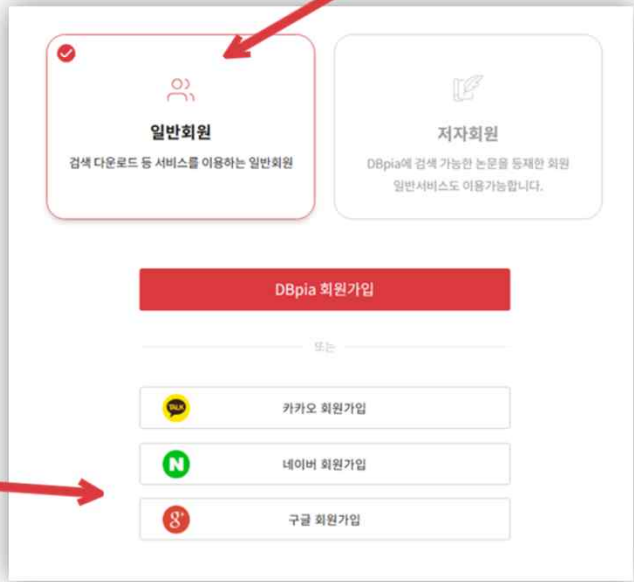 일반회원
검색 다운로드 등 서비스를 이용하는 일반회원
저자회원
DBpia에 검색 가능한 논문을 등재한 회원
일반서비스도 이용가능합니다.
DBpia 회원가입
또는
TALK
카카오 회원가입
N
네이버 회원가입
g+
구글 회원가입